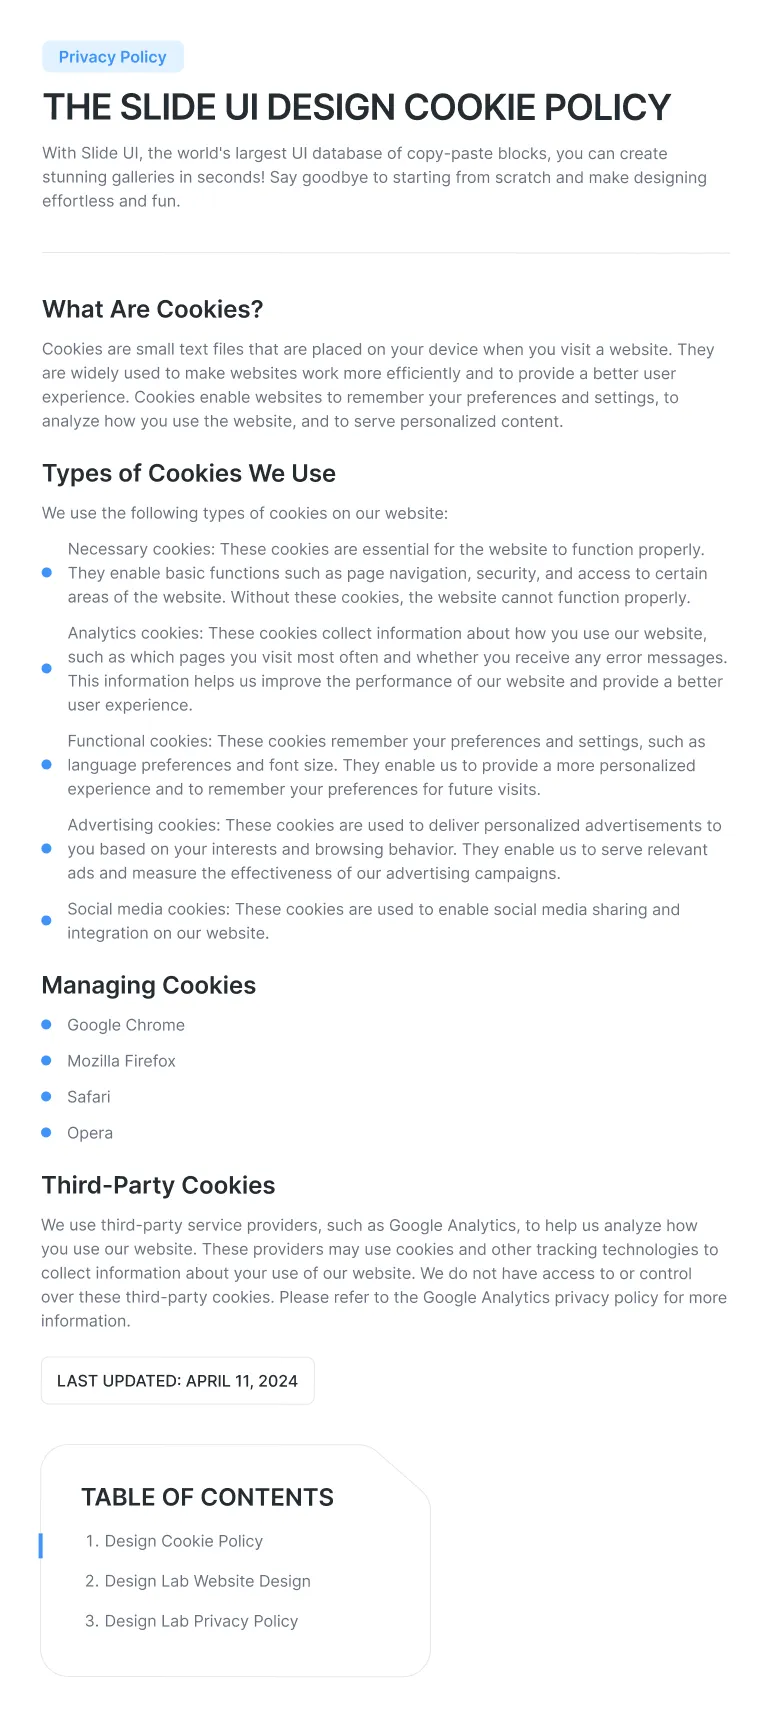 Privacy Policy
THE SLIDE UI DESIGN COOKIE POLICY
With Slide UI, the world's largest UI database of copy-paste blocks, you can create
stunning galleries in seconds! Say goodbye to starting from scratch and make designing
effortless and fun.
What Are Cookies?
Cookies are small text files that are placed on your device when you visit a website. They
are widely used to make websites work more efficiently and to provide a better user
experience. Cookies enable websites to remember your preferences and settings, to
analyze how you use the website, and to serve personalized content.
Types of Cookies We Use
We use the following types of cookies on our website:
Necessary cookies: These cookies are essential for the website to function properly.
They enable basic functions such as page navigation, security, and access to certain
areas of the website. Without these cookies, the website cannot function properly.
Analytics cookies: These cookies collect information about how you use our website,
such as which pages you visit most often and whether you receive any error messages.
This information helps us improve the performance of our website and provide a better
user experience.
Functional cookies: These cookies remember your preferences and settings, such as
language preferences and font size. They enable us to provide a more personalized
experience and to remember your preferences for future visits.
Advertising cookies: These cookies are used to deliver personalized advertisements to
you based on your interests and browsing behavior. They enable us to serve relevant
ads and measure the effectiveness of our advertising campaigns.
Social media cookies: These cookies are used to enable social media sharing and
integration on our website.
Managing Cookies
Google Chrome
Mozilla Firefox
Safari
Opera
Third-Party Cookies
We use third-party service providers, such as Google Analytics, to help us analyze how
you use our website. These providers may use cookies and other tracking technologies to
collect information about your use of our website. We do not have access to or control
over these third-party cookies. Please refer to the Google Analytics privacy policy for more
information.
LAST UPDATED: APRIL 11, 2024
TABLE OF CONTENTS
1. Design Cookie Policy
2. Design Lab Website Design
3. Design Lab Privacy Policy